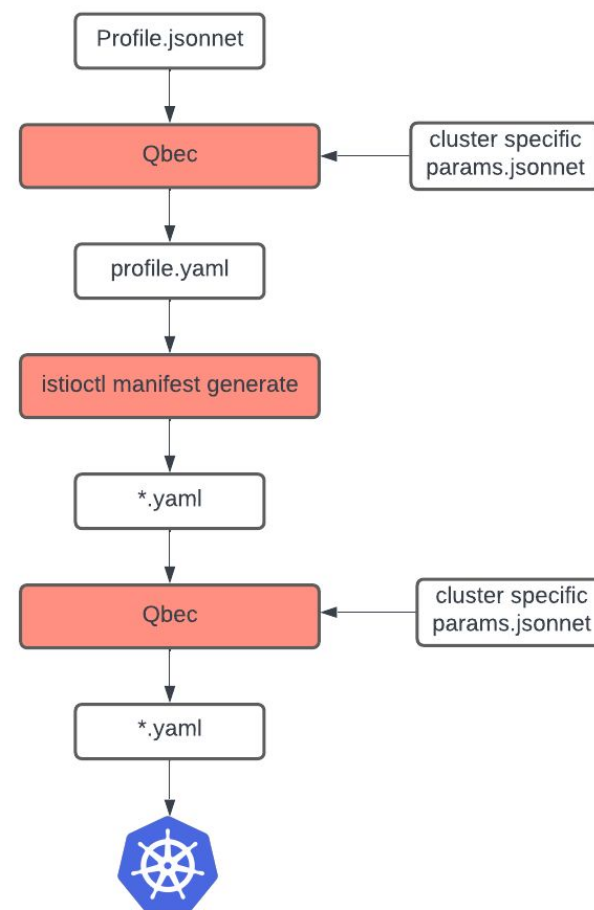 Profile.jsonnet
Qbec
cluster specific
params.jsonnet
profile.yaml
istioctl manifest generate
*.yaml
Qbec
cluster specific
params.jsonnet
*.yaml